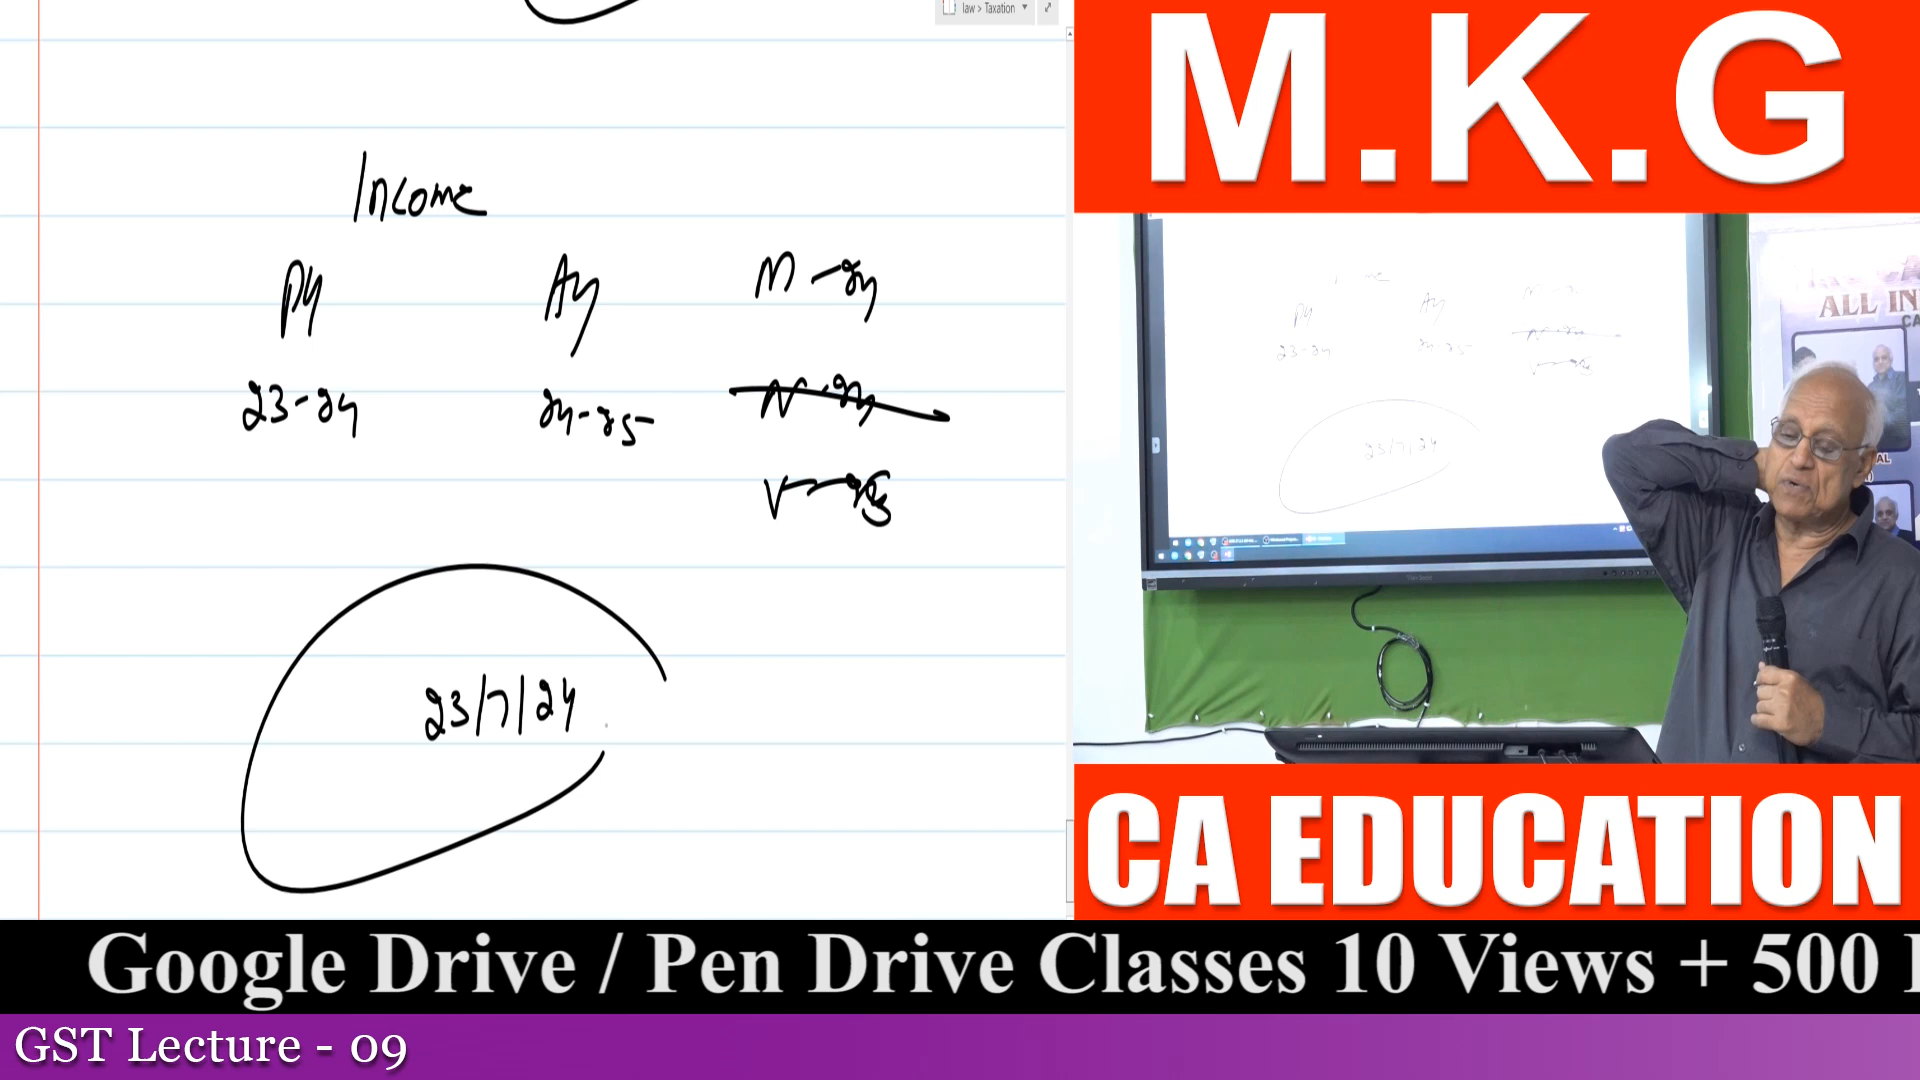 law > Taxation
M.K.G
Income
PY AY M - 24
23-24 24-25 N-24
23/7/24
ALL IN
CA
CA EDUCATION
Google Drive / Pen Drive Classes 10 Views + 500
GST Lecture - 09